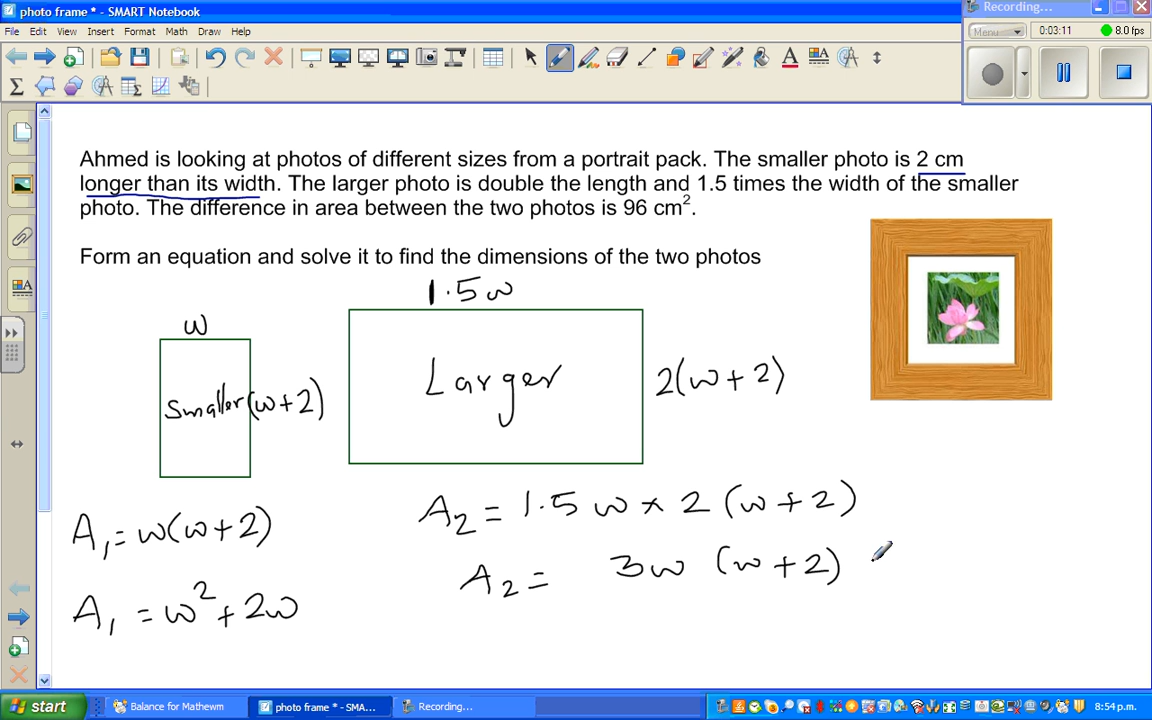 photo frame * - SMART Notebook
Recording...
File Edit View Insert Format Math Draw Help
Menu 0:03:11 8.0 fps
Ahmed is looking at photos of different sizes from a portrait pack. The smaller photo is 2 cm
longer than its width. The larger photo is double the length and 1.5 times the width of the smaller
photo. The difference in area between the two photos is 96 cm².
Form an equation and solve it to find the dimensions of the two photos
1.5w
w
Larger
2(w+2)
smaller (w+2)
A₁ = w(w+2)
A₂ = 1.5 w × 2 (w+2)
A₂ = 3w (w+2)
A₁ = w² + 2w
start Balance for Mathewm photo frame * - SMA... Recording... 8:54 p.m.